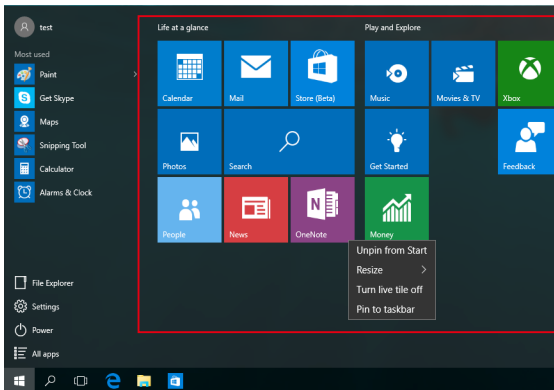 test
Most used
Paint
Get Skype
Maps
Snipping Tool
Calculator
Alarms & Clock
File Explorer
Settings
Power
All apps
Life at a glance
Calendar
Mail
Store (Beta)
Photos
Search
People
News
OneNote
Play and Explore
Music
Movies & TV
Xbox
Get Started
Feedback
Money
Unpin from Start
Resize
Turn live tile off
Pin to taskbar